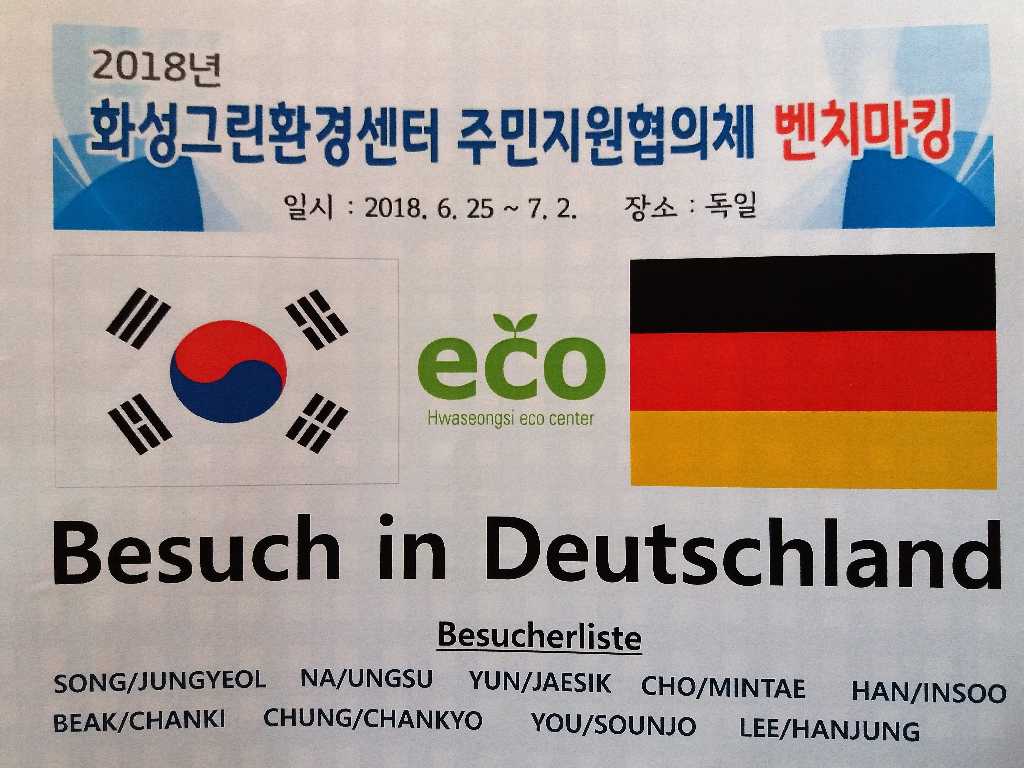 2018년
화성그린환경센터 주민지원협의체 벤치마킹
일시 : 2018. 6. 25 ~ 7. 2. 장소 : 독일
eco
Hwaseongsi eco center
Besuch in Deutschland
Besucherliste
SONG/JUNGYEOL NA/UNGSU YUN/JAESIK CHO/MINTAE HAN/INSOO
BEAK/CHANKI CHUNG/CHANKYO YOU/SOUNJO LEE/HANJUNG